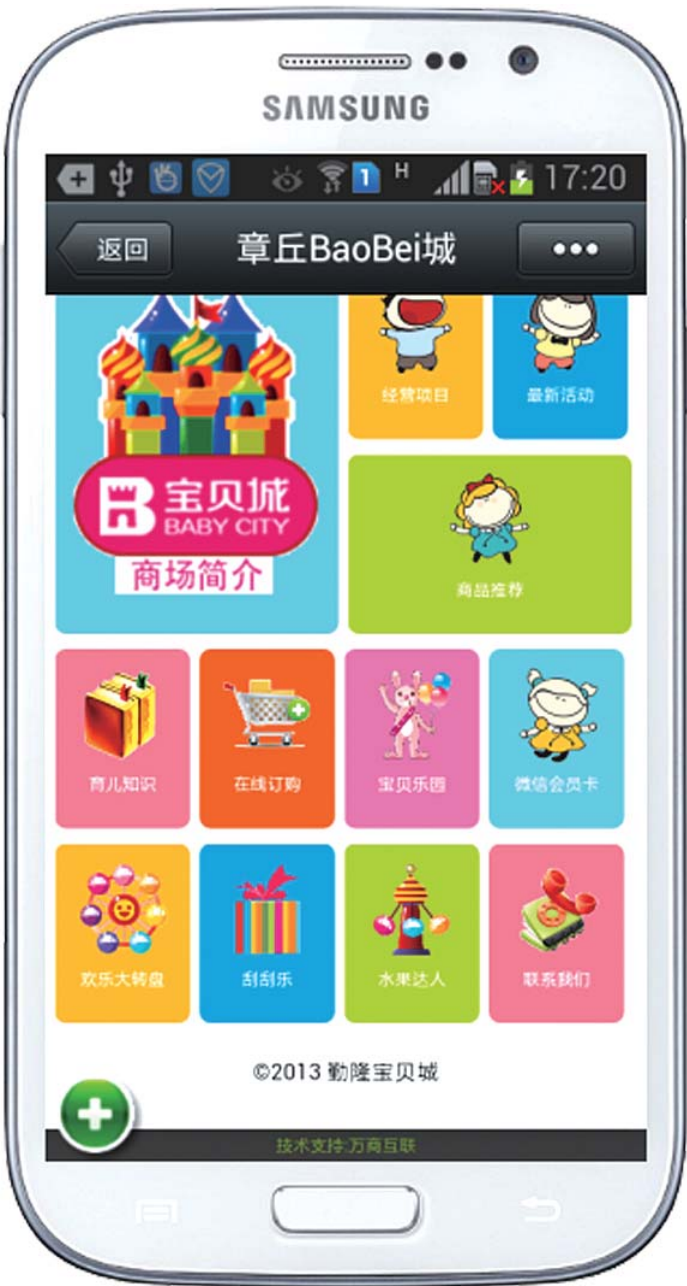 SAMSUNG
1 H 17:20
返回 章丘BaoBei城
经营项目 最新活动
宝贝城
BABY CITY
商场简介
商品推荐
育儿知识 在线订购 宝贝乐园 微信会员卡
欢乐大转盘 刮刮乐 水果达人 联系我们
©2013 勤隆宝贝城
技术支持:万商互联